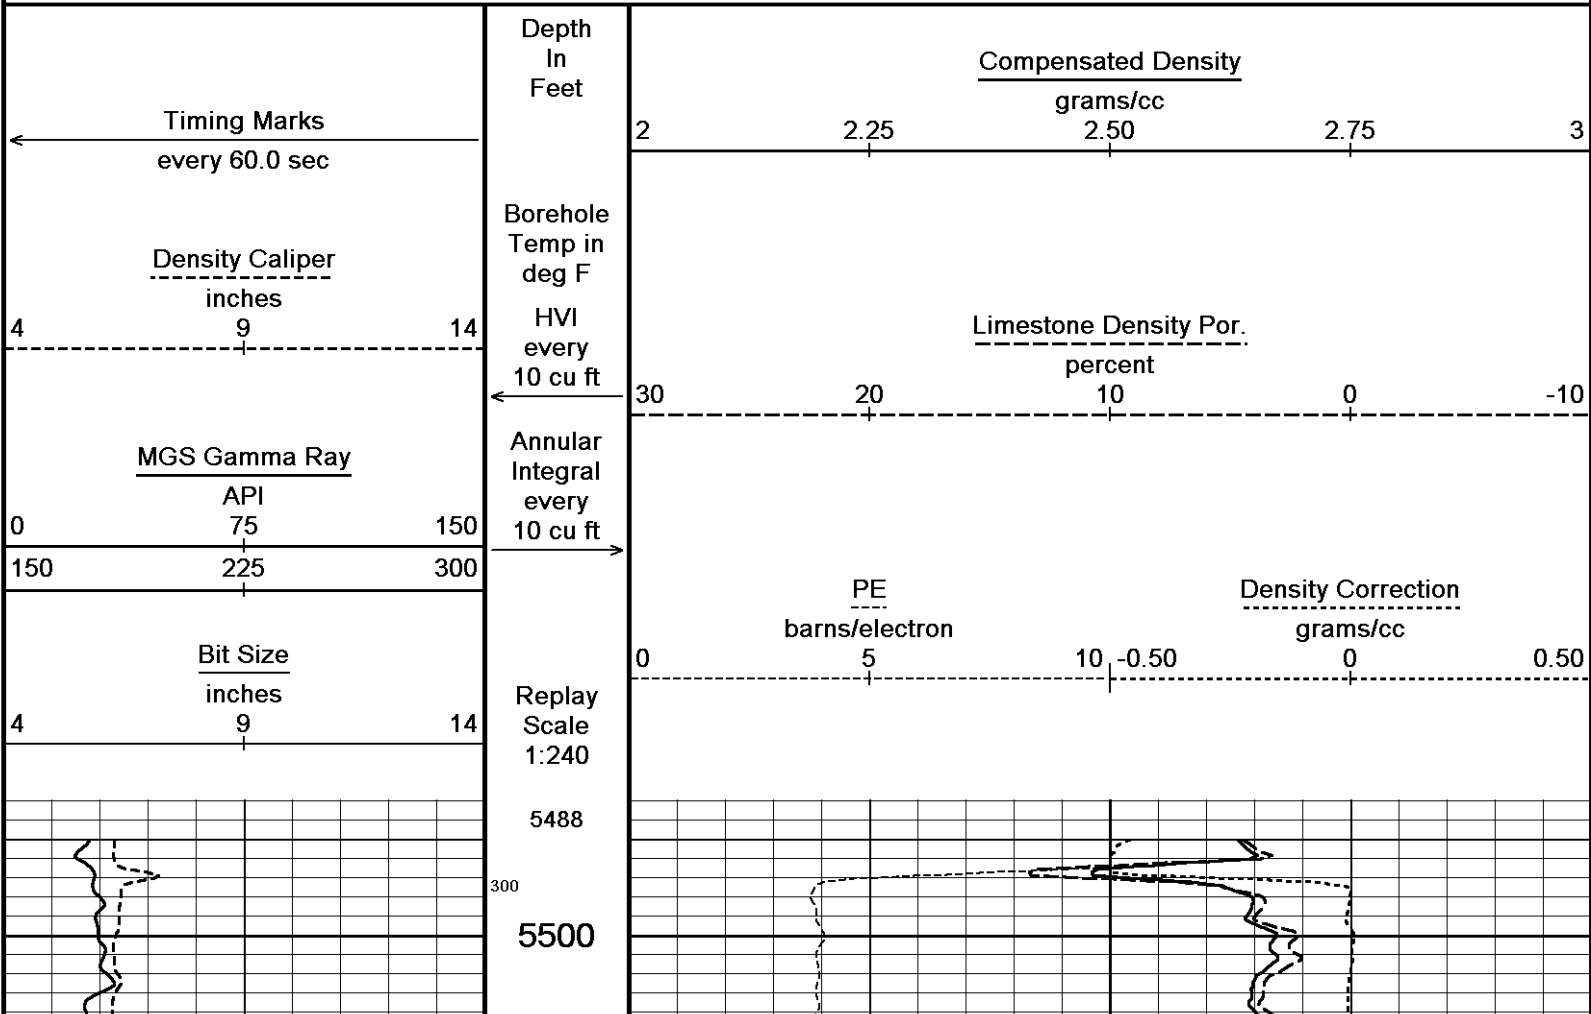 Timing Marks
every 60.0 sec
Density Caliper
inches
4 9 14
MGS Gamma Ray
API
0 75 150
150 225 300
Bit Size
inches
4 9 14
Depth
In
Feet
Borehole
Temp in
deg F
HVI
every
10 cu ft
Annular
Integral
every
10 cu ft
Replay
Scale
1:240
5488
300
5500
Compensated Density
grams/cc
2 2.25 2.50 2.75 3
Limestone Density Por.
percent
30 20 10 0 -10
PE
barns/electron
0 5 10
Density Correction
grams/cc
-0.50 0 0.50